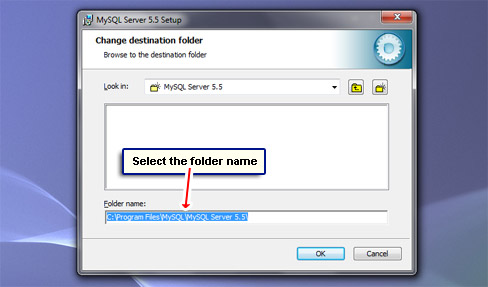 MySQL Server 5.5 Setup
Change destination folder
Browse to the destination folder
Look in:
MySQL Server 5.5
Select the folder name
Folder name:
C:\Program Files\MySQL\MySQL Server 5.5\
OK
Cancel